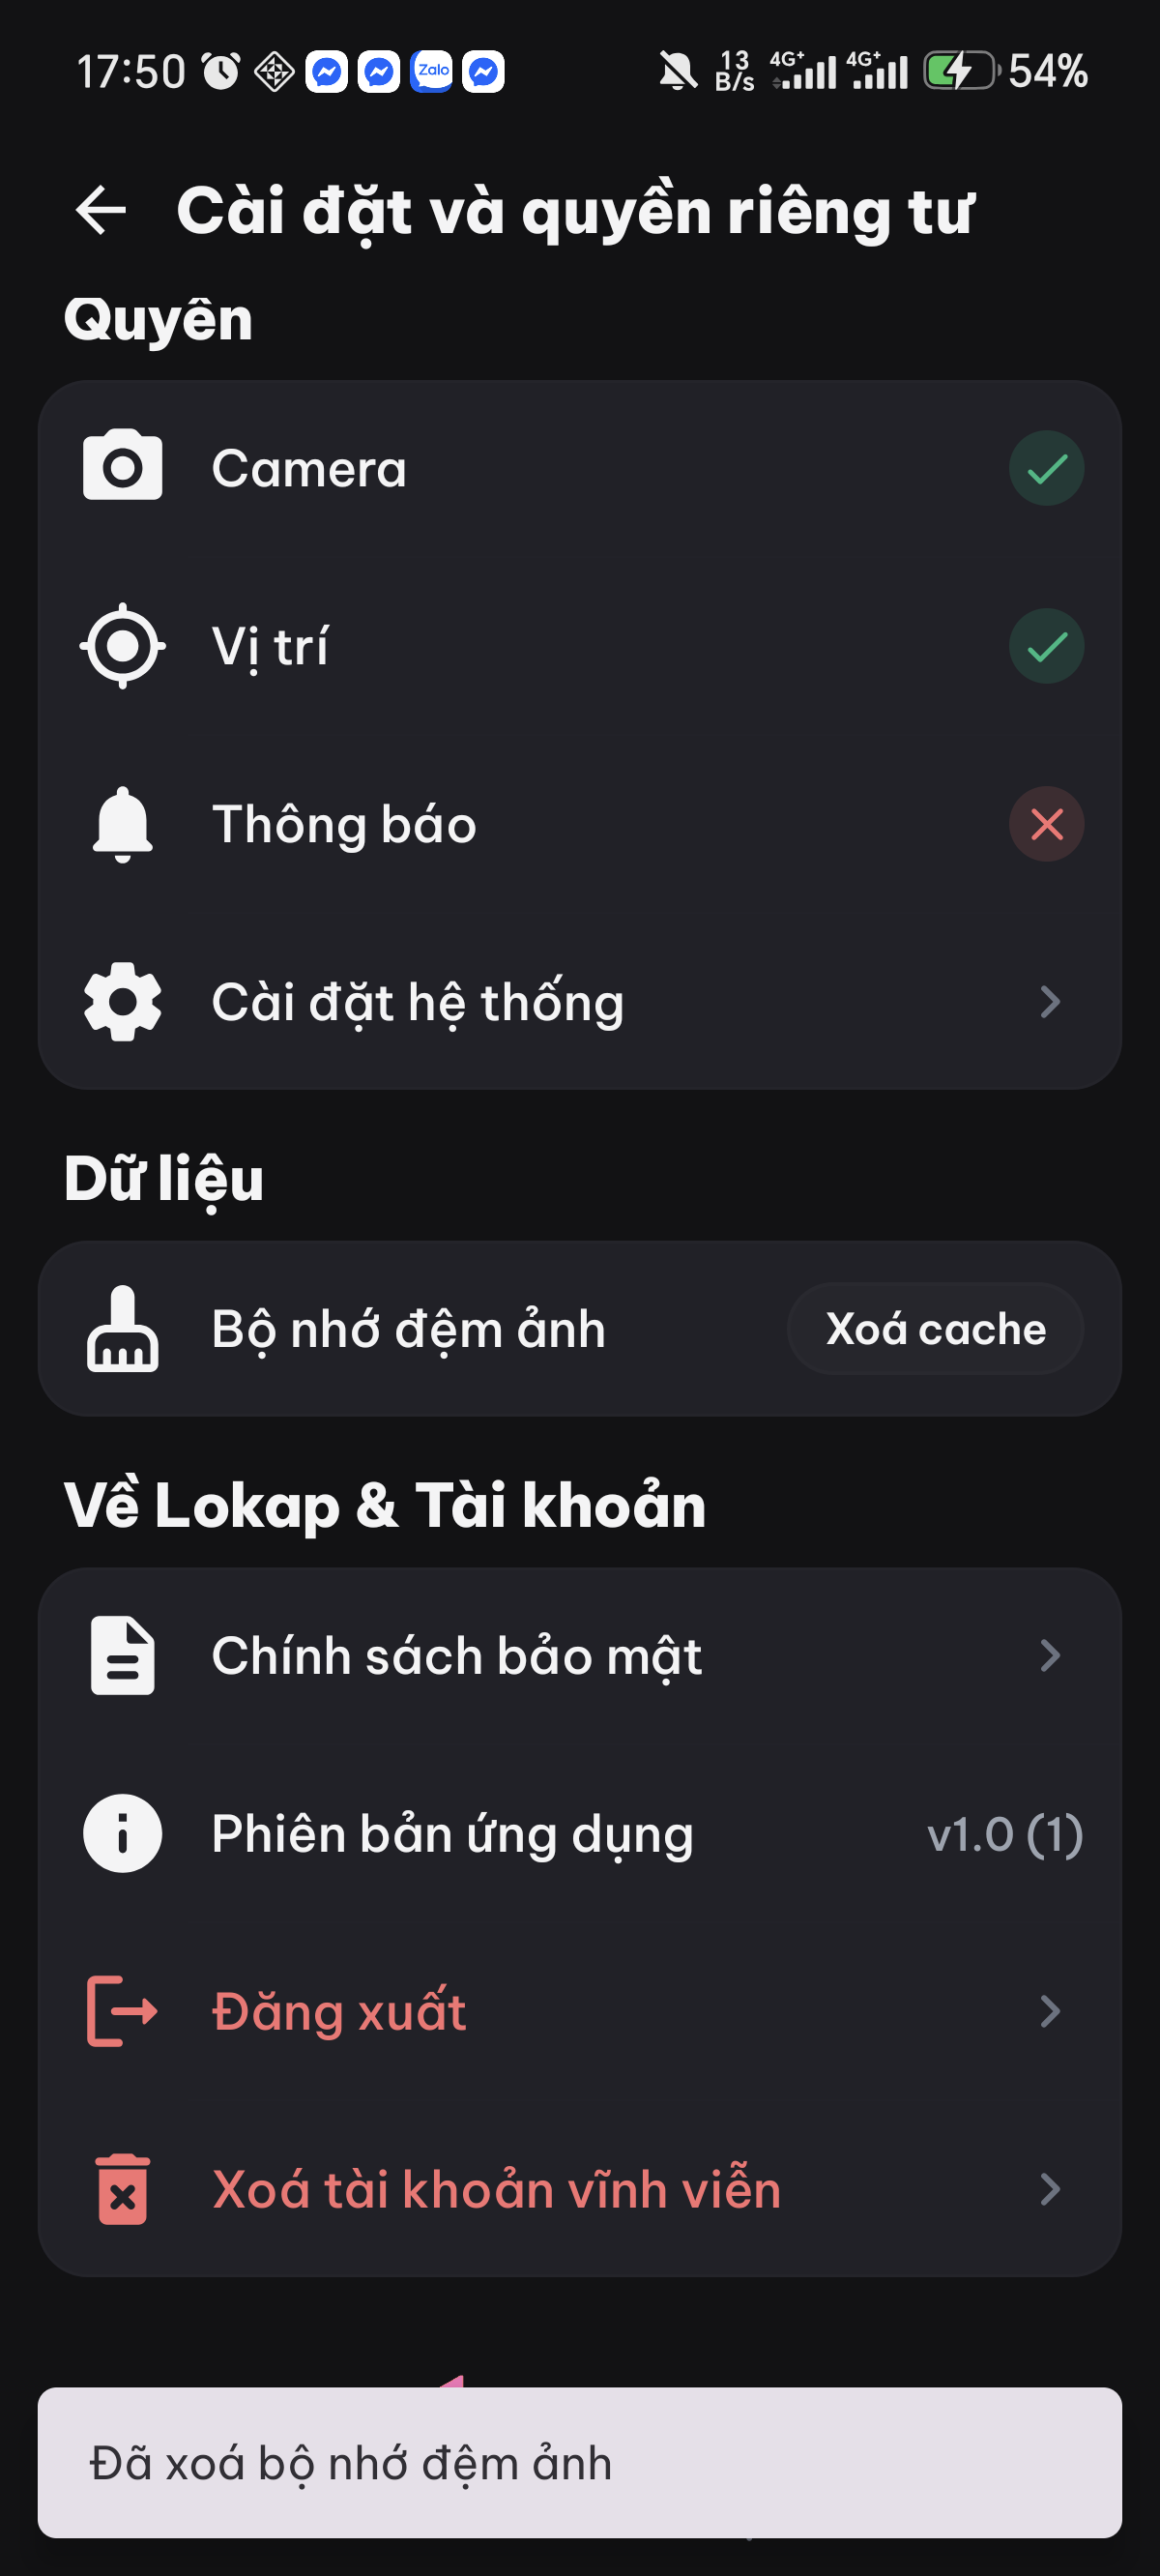 17:50 Zalo 13 B/s 4G+ 4G+ 54%
Cài đặt và quyền riêng tư
Quyền
Camera
Vị trí
Thông báo
Cài đặt hệ thống
Dữ liệu
Bộ nhớ đệm ảnh Xoá cache
Về Lokap & Tài khoản
Chính sách bảo mật
Phiên bản ứng dụng v1.0 (1)
Đăng xuất
Xoá tài khoản vĩnh viễn
Đã xoá bộ nhớ đệm ảnh